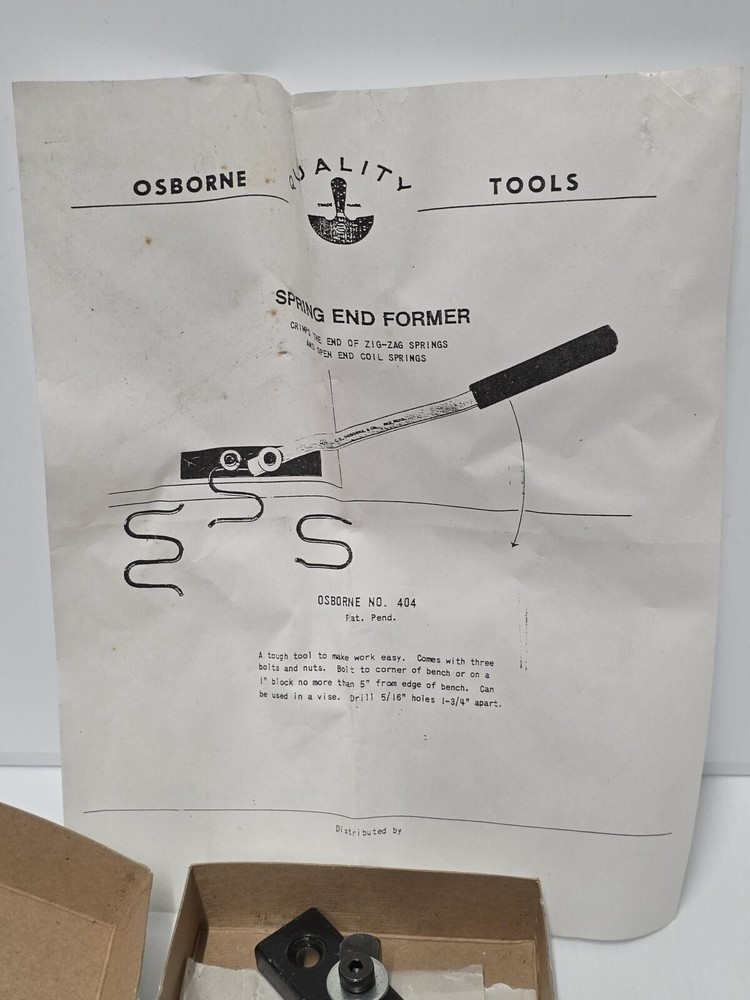 OSBORNE QUALITY TOOLS
TRADE MARK
SPRING END FORMER
CRIMPS THE END OF ZIG-ZAG SPRINGS
AND OPEN END COIL SPRINGS
OSBORNE NO. 404
Pat. Pend.
A tough tool to make work easy. Comes with three
bolts and nuts. Bolt to corner of bench or on a
1" block no more than 5" from edge of bench. Can
be used in a vise. Drill 5/16" holes 1-3/4" apart.
Distributed by